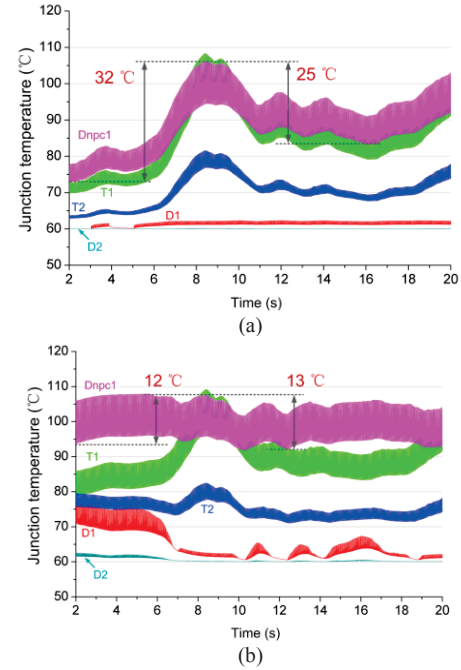 (a)
120
110
100
90
80
70
60
50
Junction temperature (℃)
32 ℃
25 ℃
Dnpc1
T1
T2
D1
D2
2 4 6 8 10 12 14 16 18 20
Time (s)
(a)
120
110
100
90
80
70
60
50
Junction temperature (℃)
Dnpc1
12 ℃
13 ℃
T1
T2
D1
D2
2 4 6 8 10 12 14 16 18 20
Time (s)
(b)